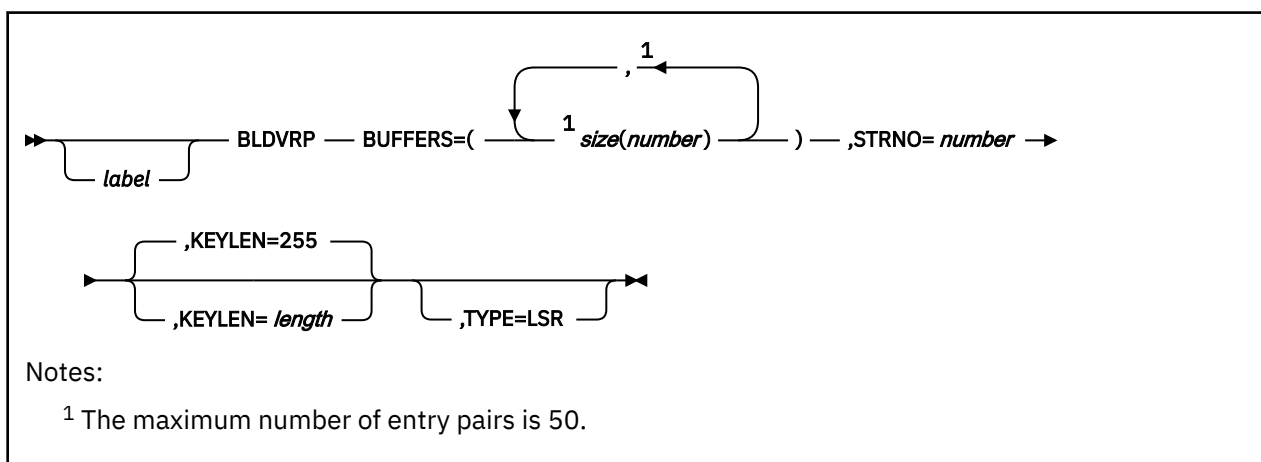 , 1
BLDVRP BUFFERS=( 1 size(number) ) ,STRNO= number
label
,KEYLEN=255
,KEYLEN= length ,TYPE=LSR
Notes:
1 The maximum number of entry pairs is 50.